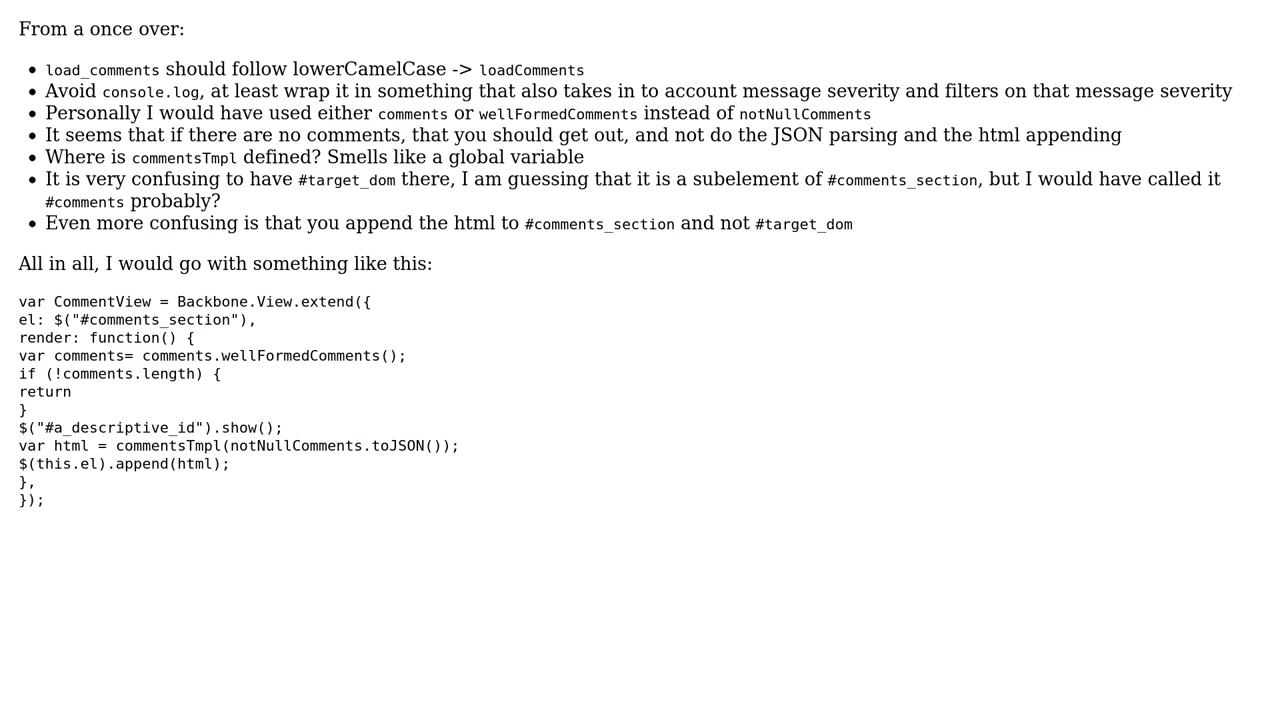 From a once over:
load_comments should follow lowerCamelCase -> loadComments
Avoid console.log, at least wrap it in something that also takes in to account message severity and filters on that message severity
Personally I would have used either comments or wellFormedComments instead of notNullComments
It seems that if there are no comments, that you should get out, and not do the JSON parsing and the html appending
Where is commentsTmpl defined? Smells like a global variable
It is very confusing to have #target_dom there, I am guessing that it is a subelement of #comments_section, but I would have called it
#comments probably?
Even more confusing is that you append the html to #comments_section and not #target_dom
All in all, I would go with something like this:
var CommentView = Backbone.View.extend({
el: $("#comments_section"),
render: function() {
var comments= comments.wellFormedComments();
if (!comments.length) {
return
}
$("#a_descriptive_id").show();
var html = commentsTmpl(notNullComments.toJSON());
$(this.el).append(html);
},
});